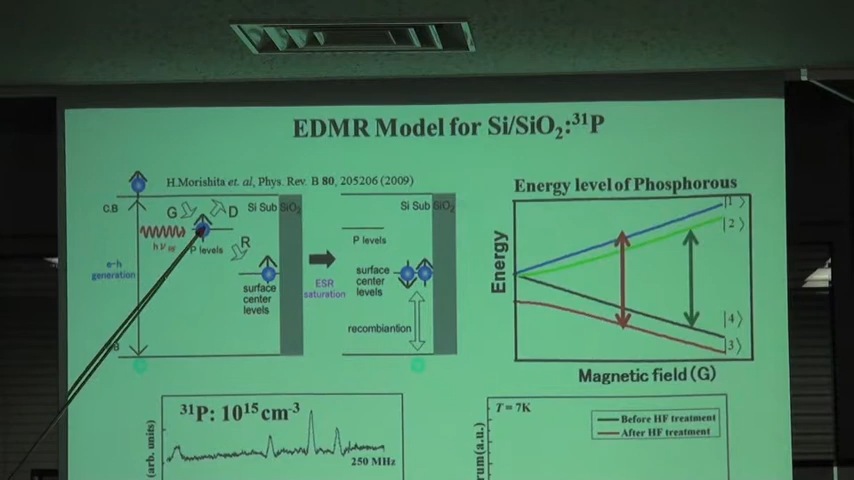 EDMR Model for Si/SiO₂:³¹P
H.Morishita et. al, Phys. Rev. B 80, 205206 (2009)
C.B
G
D
Si Sub
SiO₂
hν
P levels
R
e-h
generation
surface
center
levels
ESR
saturation
Si Sub
SiO₂
P levels
surface
center
levels
recombiantion
Energy level of Phosphorous
Energy
|1⟩
|2⟩
|4⟩
|3⟩
Magnetic field (G)
³¹P: 10¹⁵cm⁻³
(arb. units)
250 MHz
T = 7K
Before HF treatment
After HF treatment
rum(a.u.)